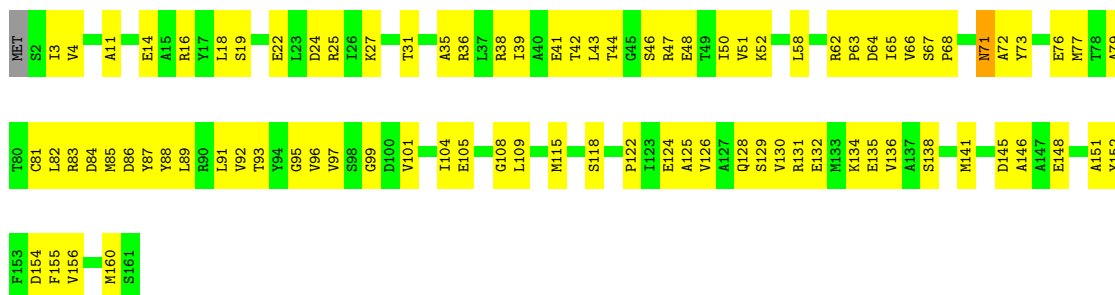 MET S2 I3 V4 A11 E14 A15 R16 Y17 L18 S19 E22 L23 D24 R25 I26 K27 T31 A35 R36 L37 R38 I39 A40 E41 T42 L43 T44 G45 S46 R47 E48 T49 I50 V51 K52 L58 R62 P63 D64 I65 V66 S67 P68 N71 A72 Y73 E76 M77 T78 A79
T80 C81 L82 R83 D84 M85 D86 Y87 Y88 L89 R90 L91 V92 T93 Y94 G95 V96 V97 S98 G99 D100 V101 I104 E105 G108 L109 M115 S118 P122 I123 E124 A125 V126 A127 Q128 S129 V130 R131 E132 M133 K134 E135 V136 A137 S138 M141 D145 A146 A147 E148 A151 Y152
F153 D154 F155 V156 M160 S161